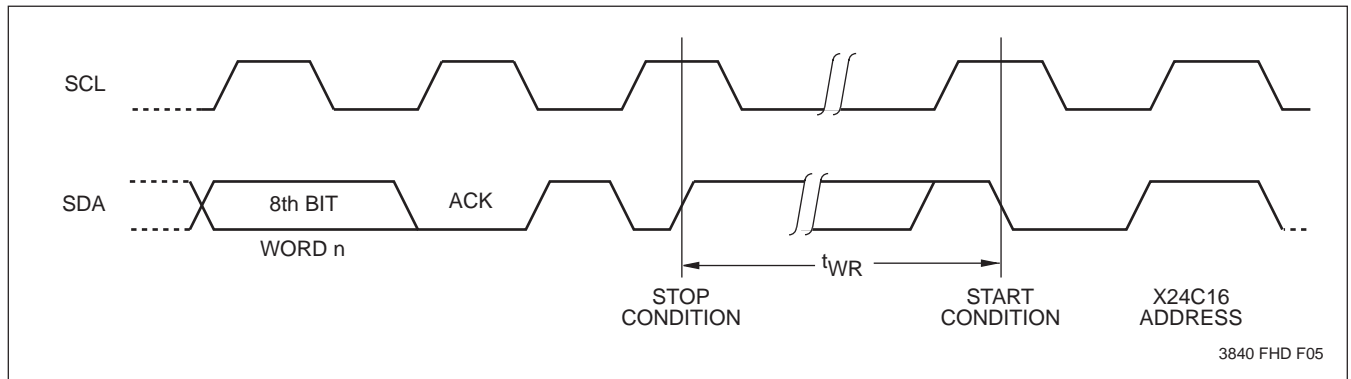 SCL
SDA
8th BIT
ACK
WORD n
tWR
STOP
CONDITION
START
CONDITION
X24C16
ADDRESS
3840 FHD F05